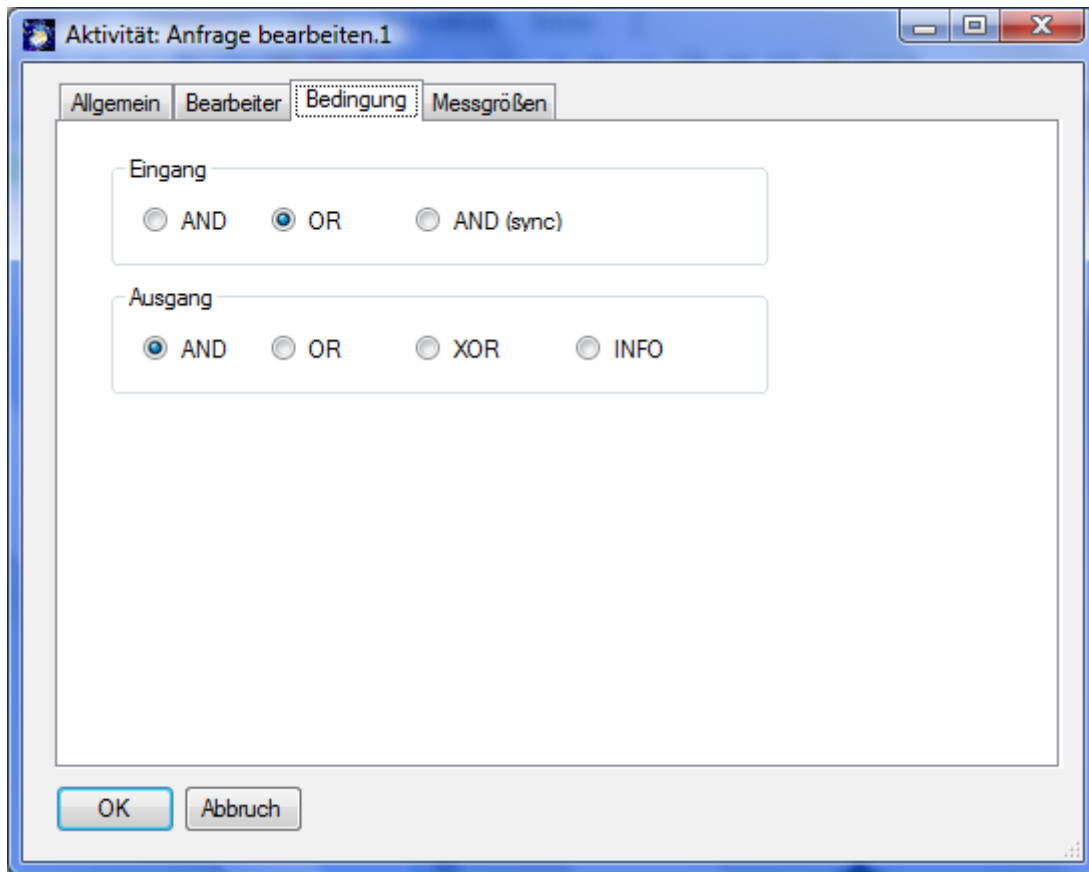 Aktivität: Anfrage bearbeiten.1
Allgemein Bearbeiter Bedingung Messgrößen
Eingang
AND OR AND (sync)
Ausgang
AND OR XOR INFO
OK Abbruch